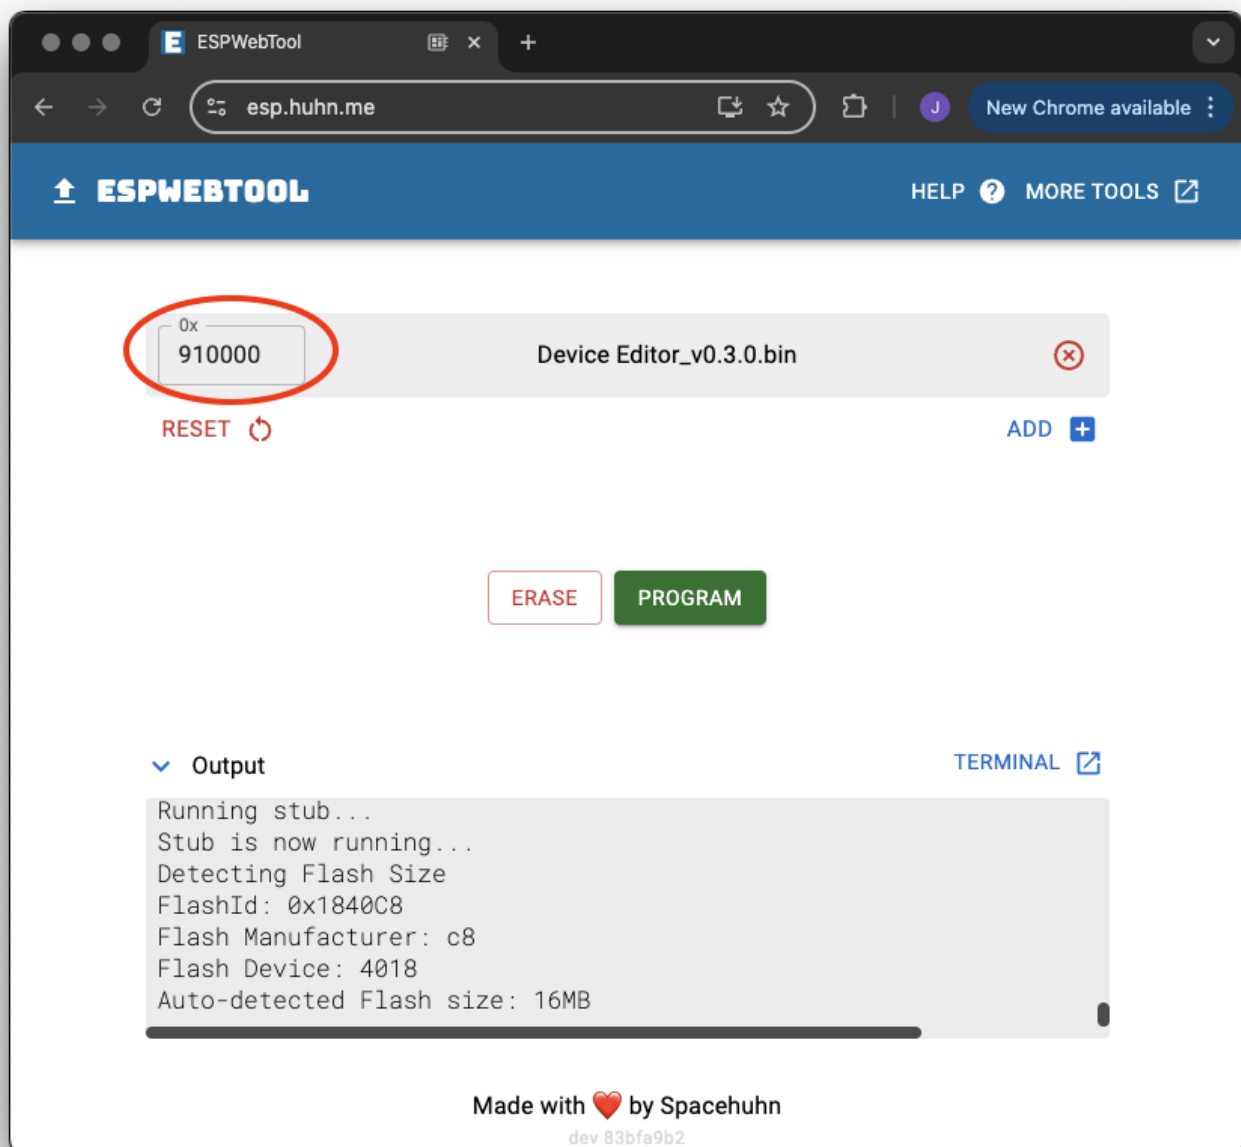 ESPWebTool
esp.huhn.me
J
New Chrome available
ESPWEBTOOL
HELP ? MORE TOOLS
0x
910000
Device Editor_v0.3.0.bin
RESET
ADD
ERASE
PROGRAM
Output
TERMINAL
Running stub...
Stub is now running...
Detecting Flash Size
FlashId: 0x1840C8
Flash Manufacturer: c8
Flash Device: 4018
Auto-detected Flash size: 16MB
Made with ❤️ by Spacehuhn
dev 83bfa9b2